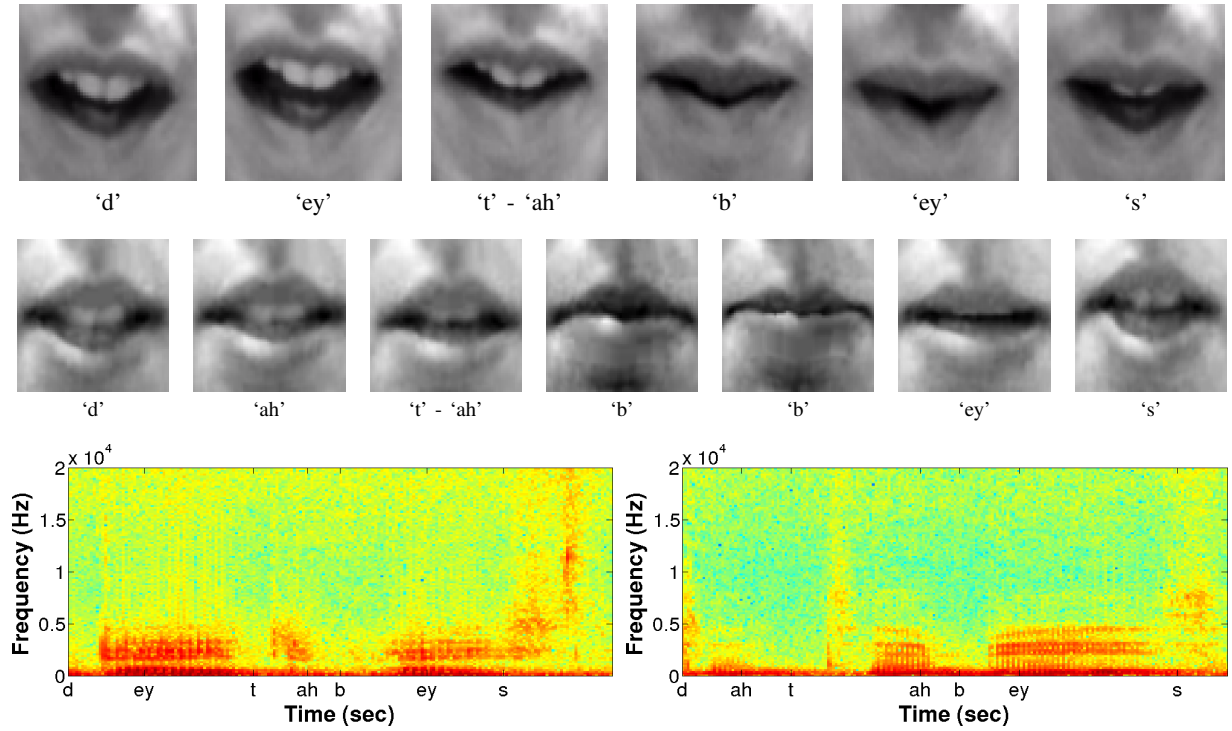 ‘d’ ‘ey’ ‘t’ - ‘ah’ ‘b’ ‘ey’ ‘s’
‘d’ ‘ah’ ‘t’ - ‘ah’ ‘b’ ‘b’ ‘ey’ ‘s’
x 10^4
2
1.5
1
0.5
0
Frequency (Hz)
d ey t ah b ey s
Time (sec)
x 10^4
2
1.5
1
0.5
0
Frequency (Hz)
d ah t ah b ey s
Time (sec)